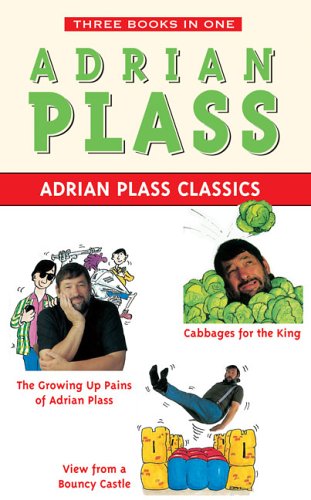 THREE BOOKS IN ONE
ADRIAN
PLASS
ADRIAN PLASS CLASSICS
Cabbages for the King
The Growing Up Pains
of Adrian Plass
View from a
Bouncy Castle